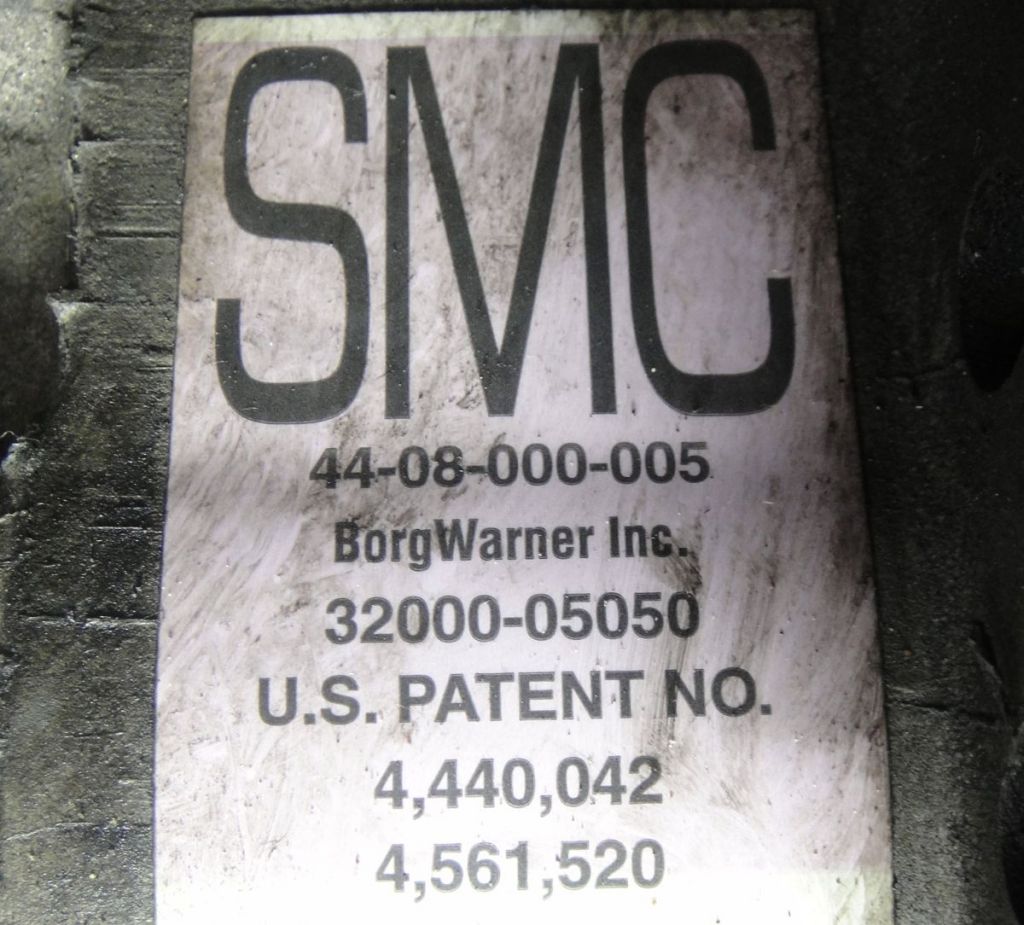 SMC
44-08-000-005
BorgWarner Inc.
32000-05050
U.S. PATENT NO.
4,440,042
4,561,520